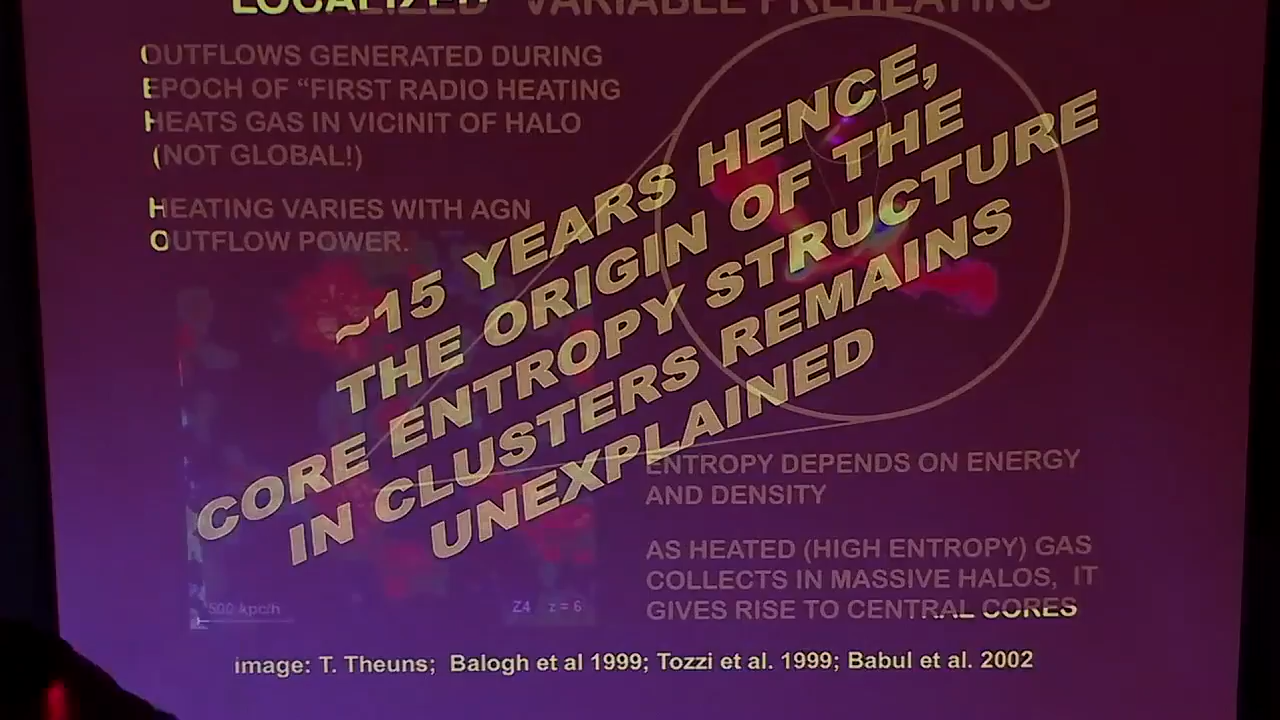 LOCALIZED VARIABLE PREHEATING
OUTFLOWS GENERATED DURING
EPOCH OF “FIRST RADIO HEATING
HEATS GAS IN VICINIT OF HALO
(NOT GLOBAL!)
HEATING VARIES WITH AGN
OUTFLOW POWER.
~15 YEARS HENCE,
THE ORIGIN OF THE
CORE ENTROPY STRUCTURE
IN CLUSTERS REMAINS
UNEXPLAINED
ENTROPY DEPENDS ON ENERGY
AND DENSITY
AS HEATED (HIGH ENTROPY) GAS
COLLECTS IN MASSIVE HALOS, IT
GIVES RISE TO CENTRAL CORES
500 kpc/h
Z4 z = 6
image: T. Theuns; Balogh et al 1999; Tozzi et al. 1999; Babul et al. 2002